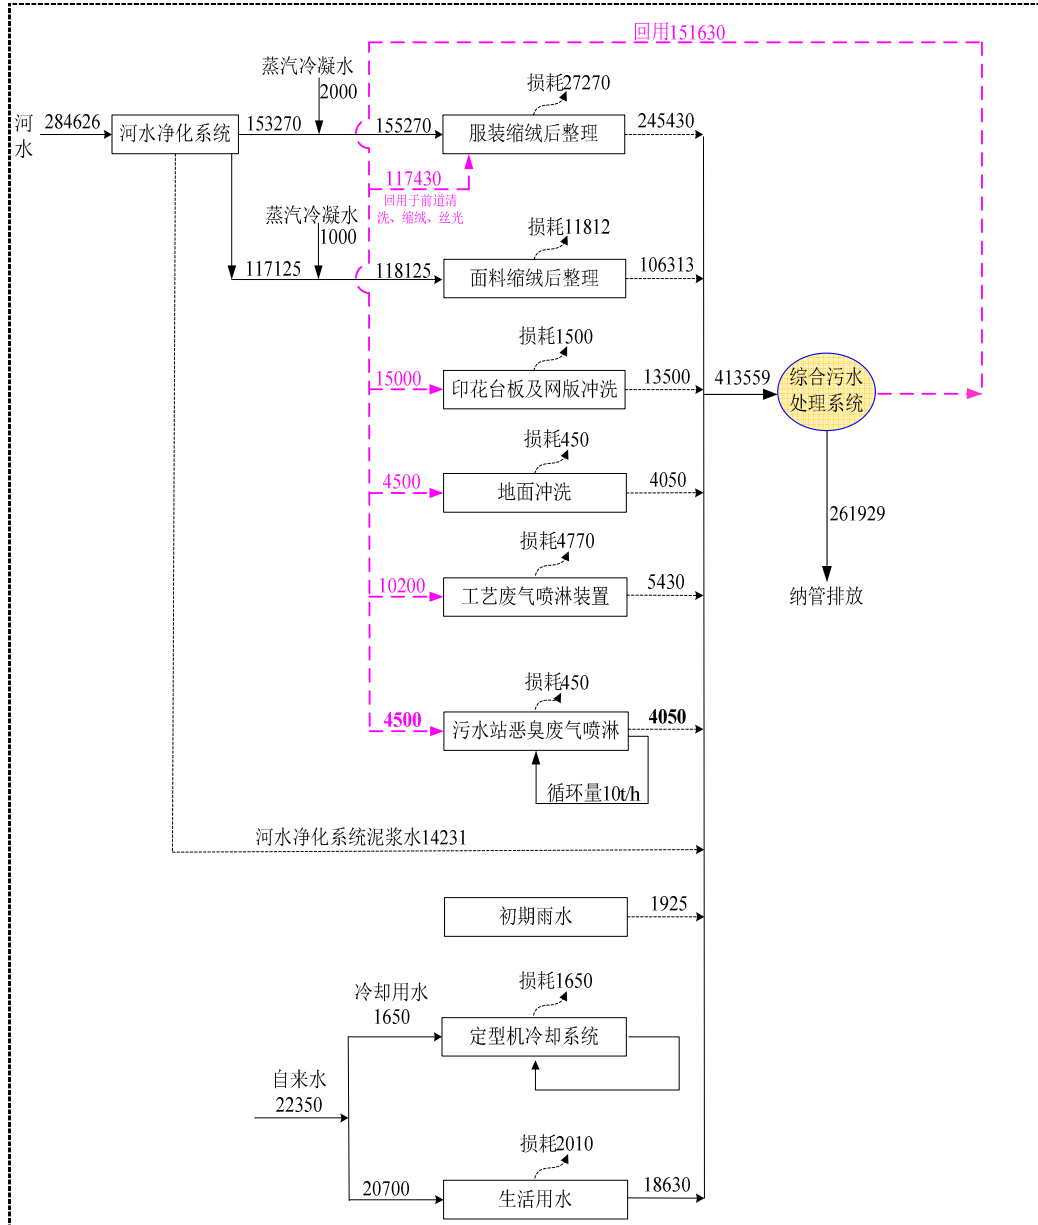 回用151630
蒸汽冷凝水
2000
损耗27270
河水
284626
河水净化系统
153270
155270
服装缩绒后整理
245430
117430
回用于前道清
洗、缩绒、丝光
蒸汽冷凝水
1000
损耗11812
117125
118125
面料缩绒后整理
106313
损耗1500
15000
印花台板及网版冲洗
13500
413559
综合污水
处理系统
损耗450
4500
地面冲洗
4050
261929
损耗4770
10200
工艺废气喷淋装置
5430
纳管排放
损耗450
4500
污水站恶臭废气喷淋
4050
循环量10t/h
河水净化系统泥浆水14231
初期雨水
1925
损耗1650
冷却用水
1650
定型机冷却系统
自来水
22350
损耗2010
20700
生活用水
18630